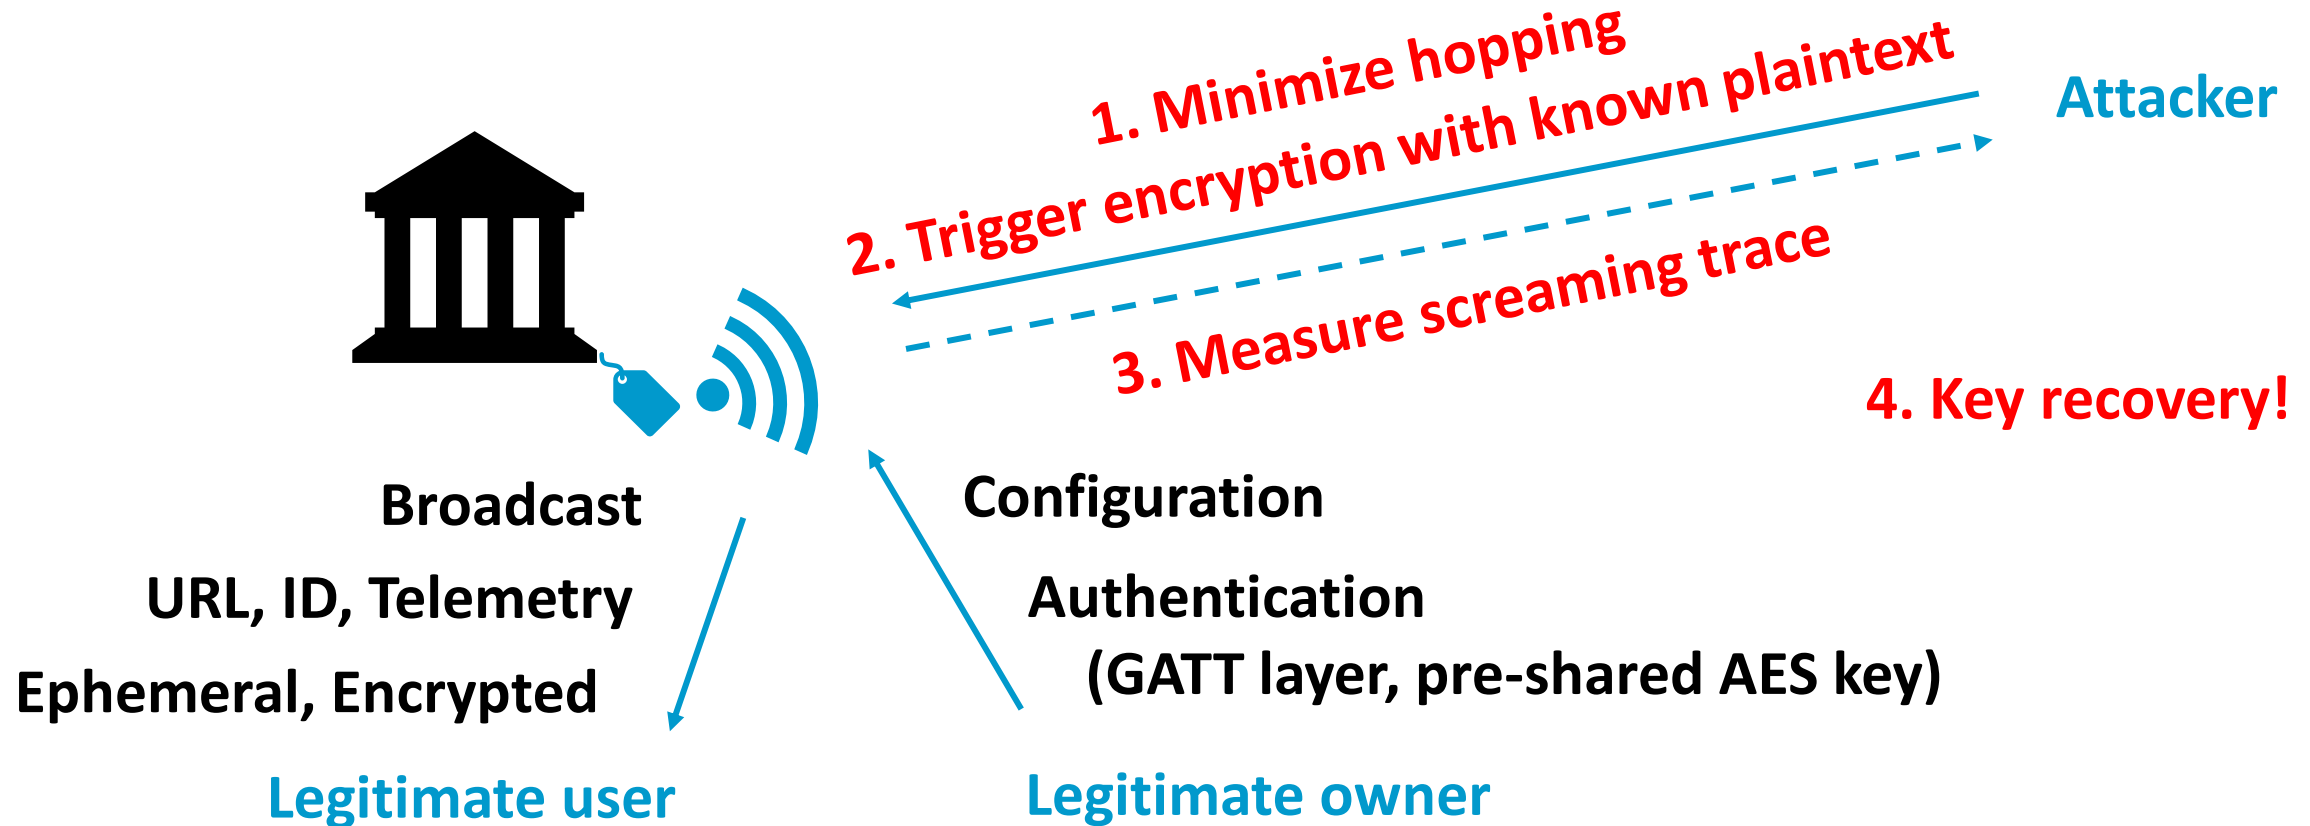 1. Minimize hopping
2. Trigger encryption with known plaintext
Attacker
3. Measure screaming trace
4. Key recovery!
Broadcast
URL, ID, Telemetry
Ephemeral, Encrypted
Legitimate user
Configuration
Authentication
(GATT layer, pre-shared AES key)
Legitimate owner